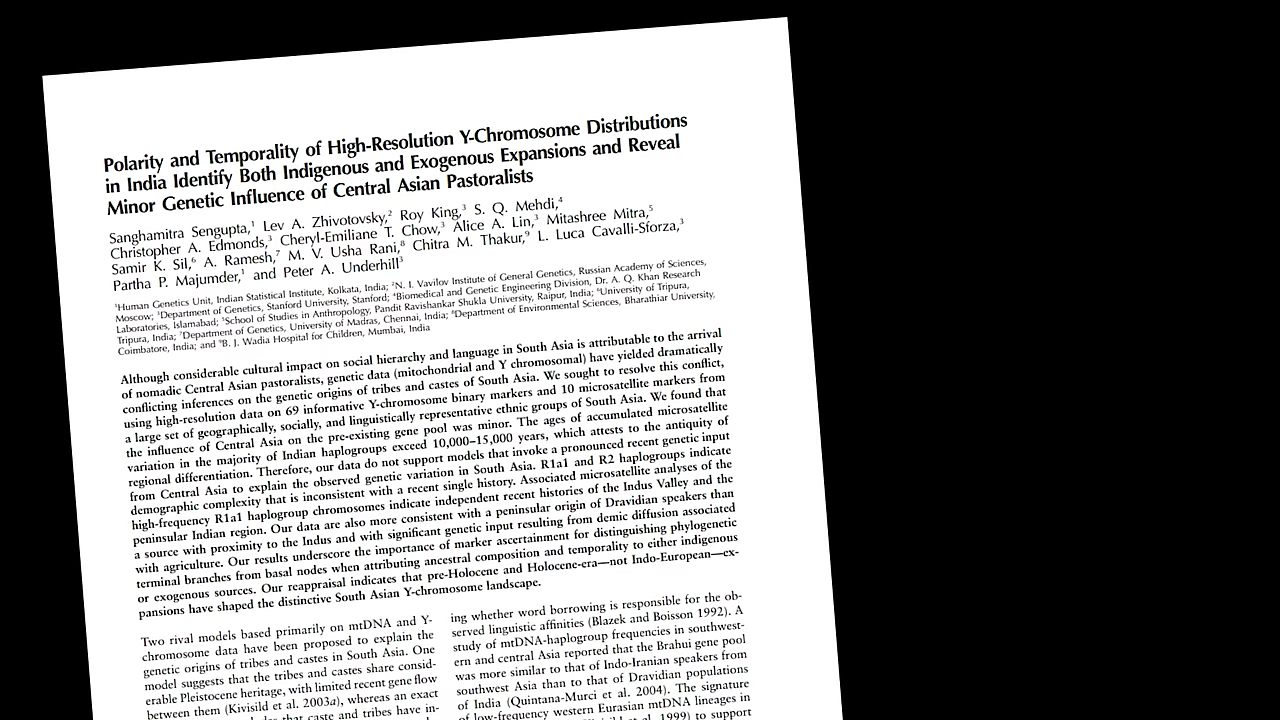 Polarity and Temporality of High-Resolution Y-Chromosome Distributions
in India Identify Both Indigenous and Exogenous Expansions and Reveal
Minor Genetic Influence of Central Asian Pastoralists
Sanghamitra Sengupta,¹ Lev A. Zhivotovsky,² Roy King,³ S. Q. Mehdi,⁴
Christopher A. Edmonds,³ Cheryl-Emiliane T. Chow,³ Alice A. Lin,³ Mitashree Mitra,⁵
Samir K. Sil,⁶ A. Ramesh,⁷ M. V. Usha Rani,⁸ Chitra M. Thakur,⁹ L. Luca Cavalli-Sforza,³
Partha P. Majumder,¹ and Peter A. Underhill³
¹Human Genetics Unit, Indian Statistical Institute, Kolkata, India; ²N. I. Vavilov Institute of General Genetics, Russian Academy of Sciences,
Moscow; ³Department of Genetics, Stanford University, Stanford; ⁴Biomedical and Genetic Engineering Division, Dr. A. Q. Khan Research
Laboratories, Islamabad; ⁵School of Studies in Anthropology, Pandit Ravishankar Shukla University, Raipur, India; ⁶University of Tripura,
Tripura, India; ⁷Department of Genetics, University of Madras, Chennai, India; ⁸Department of Environmental Sciences, Bharathiar University,
Coimbatore, India; and ⁹B. J. Wadia Hospital for Children, Mumbai, India
Although considerable cultural impact on social hierarchy and language in South Asia is attributable to the arrival
of nomadic Central Asian pastoralists, genetic data (mitochondrial and Y chromosomal) have yielded dramatically
conflicting inferences on the genetic origins of tribes and castes of South Asia. We sought to resolve this conflict,
using high-resolution data on 69 informative Y-chromosome binary markers and 10 microsatellite markers from
a large set of geographically, socially, and linguistically representative ethnic groups of South Asia. We found that
the influence of Central Asia on the pre-existing gene pool was minor. The ages of accumulated microsatellite
variation in the majority of Indian haplogroups exceed 10,000–15,000 years, which attests to the antiquity of
regional differentiation. Therefore, our data do not support models that invoke a pronounced recent genetic input
from Central Asia to explain the observed genetic variation in South Asia. R1a1 and R2 haplogroups indicate
demographic complexity that is inconsistent with a recent single history. Associated microsatellite analyses of the
high-frequency R1a1 haplogroup chromosomes indicate independent recent histories of the Indus Valley and the
peninsular Indian region. Our data are also more consistent with a peninsular origin of Dravidian speakers than
a source with proximity to the Indus and with significant genetic input resulting from demic diffusion associated
with agriculture. Our results underscore the importance of marker ascertainment for distinguishing phylogenetic
terminal branches from basal nodes when attributing ancestral composition and temporality to either indigenous
or exogenous sources. Our reappraisal indicates that pre-Holocene and Holocene-era—not Indo-European—ex-
pansions have shaped the distinctive South Asian Y-chromosome landscape.
Two rival models based primarily on mtDNA and Y-
chromosome data have been proposed to explain the
genetic origins of tribes and castes in South Asia. One
model suggests that the tribes and castes share consid-
erable Pleistocene heritage, with limited recent gene flow
between them (Kivisild et al. 2003a), whereas an exact
that caste and tribes have in-
ing whether word borrowing is responsible for the ob-
served linguistic affinities (Blazek and Boisson 1992). A
study of mtDNA-haplogroup frequencies in southwest-
ern and central Asia reported that the Brahui gene pool
was more similar to that of Indo-Iranian speakers from
southwest Asia than to that of Dravidian populations
of India (Quintana-Murci et al. 2004). The signature
of low-frequency western Eurasian mtDNA lineages in
et al. 1999) to support